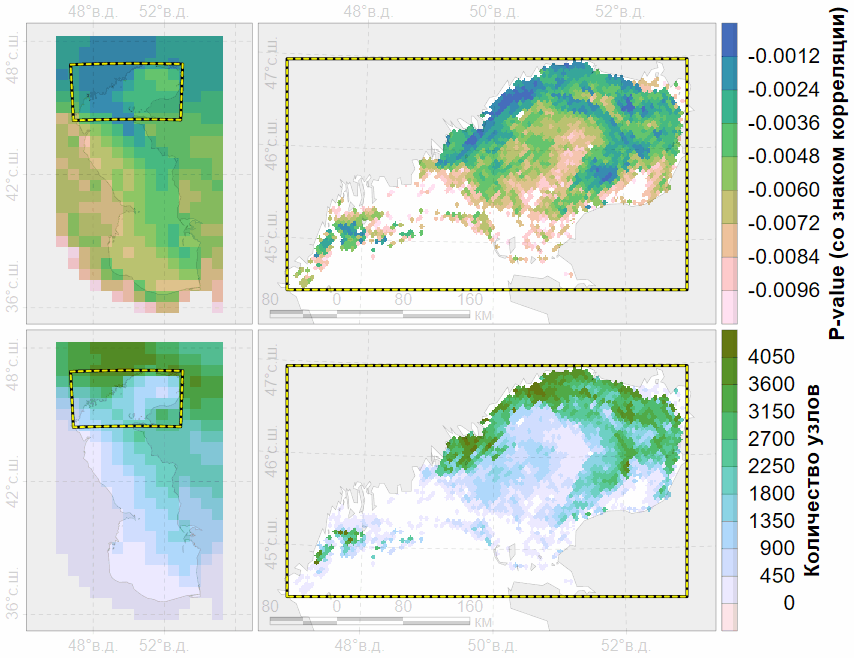 48°в.д. 52°в.д. 48°в.д. 50°в.д. 52°в.д.
48°с.ш.
42°с.ш.
36°с.ш.
47°с.ш.
46°с.ш.
45°с.ш.
80 0 80 160
КМ
-0.0012
-0.0024
-0.0036
-0.0048
-0.0060
-0.0072
-0.0084
-0.0096
P-value (со знаком корреляции)
48°с.ш.
42°с.ш.
36°с.ш.
47°с.ш.
46°с.ш.
45°с.ш.
80 0 80 160
КМ
4050
3600
3150
2700
2250
1800
1350
900
450
0
Количество узлов
48°в.д. 52°в.д. 48°в.д. 50°в.д. 52°в.д.